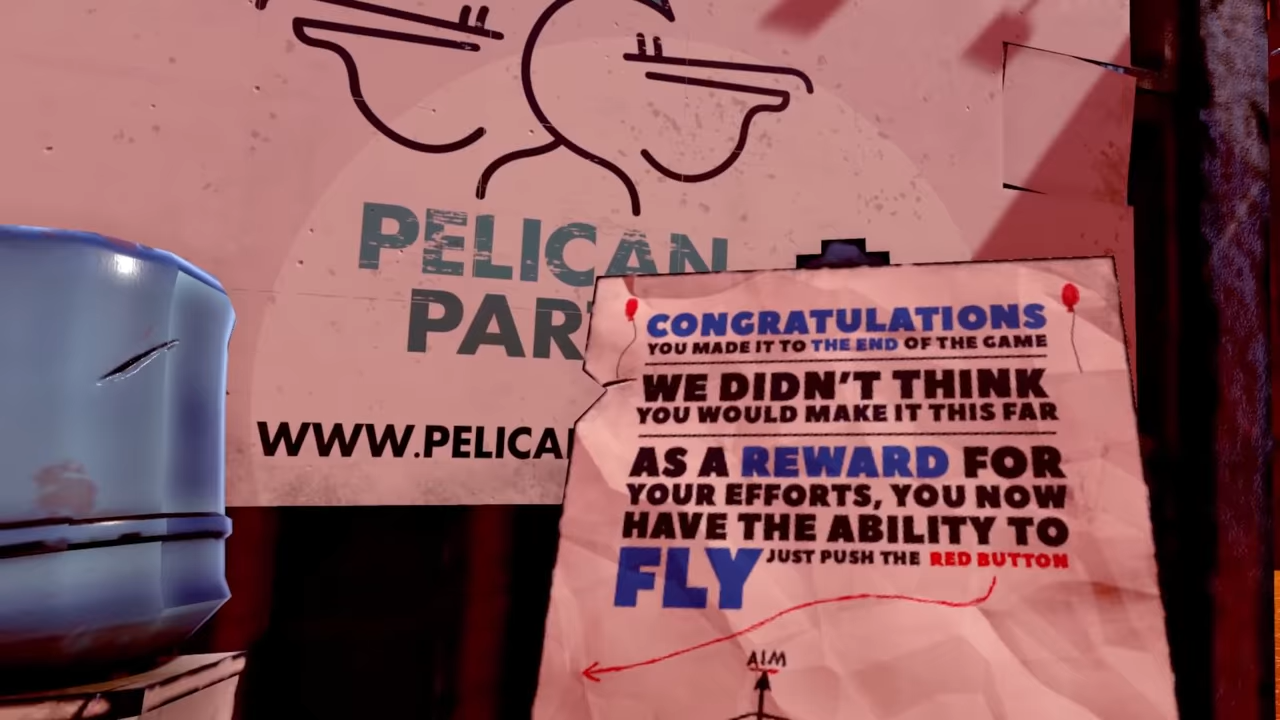 PELICAN
WWW.PELICA
CONGRATULATIONS
YOU MADE IT TO THE END OF THE GAME
WE DIDN'T THINK
YOU WOULD MAKE IT THIS FAR
AS A REWARD FOR
YOUR EFFORTS, YOU NOW
HAVE THE ABILITY TO
FLY JUST PUSH THE RED BUTTON
AIM